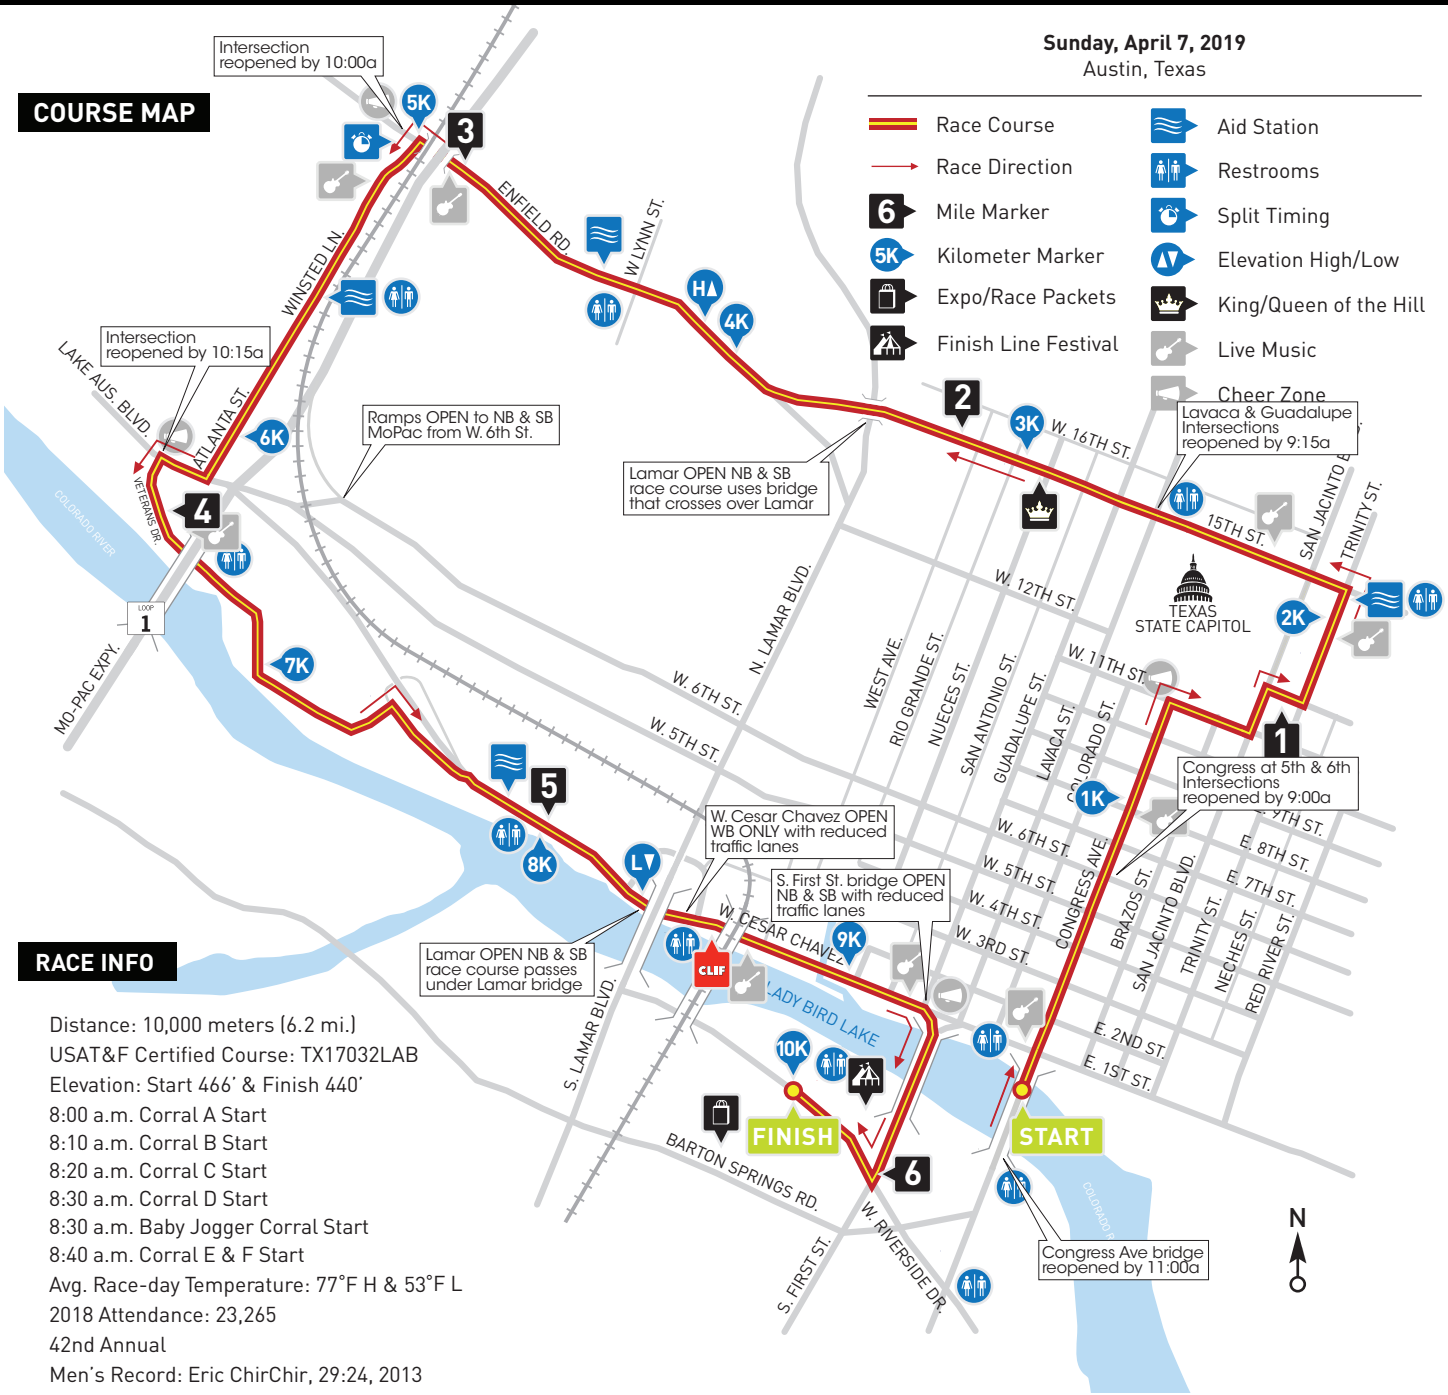 Sunday, April 7, 2019
Austin, Texas
COURSE MAP
Race Course
Race Direction
6 Mile Marker
5K Kilometer Marker
Expo/Race Packets
Finish Line Festival
Aid Station
Restrooms
Split Timing
Elevation High/Low
King/Queen of the Hill
Live Music
Cheer Zone
Intersection
reopened by 10:00a
5K
3
ENFIELD RD.
W LYNN ST.
H
4K
WINSTED LN.
Intersection
reopened by 10:15a
LAKE AUS. BLVD.
ATLANTA ST.
6K
Ramps OPEN to NB & SB
MoPac from W. 6th St.
VETERANS DR.
4
COLORADO RIVER
LOOP
1
MO-PAC EXPY.
7K
2
3K
W. 16TH ST.
Lavaca & Guadalupe
Intersections
reopened by 9:15a
Lamar OPEN NB & SB
race course uses bridge
that crosses over Lamar
15TH ST.
SAN JACINTO B
TRINITY ST.
W. 12TH ST.
TEXAS
STATE CAPITOL
2K
N. LAMAR BLVD.
W. 11TH ST.
WEST AVE.
RIO GRANDE ST.
NUECES ST.
SAN ANTONIO ST.
GUADALUPE ST.
LAVACA ST.
COLORADO ST.
W. 6TH ST.
W. 5TH ST.
1
Congress at 5th & 6th
Intersections
reopened by 9:00a
1K
9TH ST.
E. 8TH ST.
E. 7TH ST.
W. 6TH ST.
W. 5TH ST.
W. 4TH ST.
W. 3RD ST.
CONGRESS AVE.
BRAZOS ST.
SAN JACINTO BLVD.
TRINITY ST.
NECHES ST.
RED RIVER ST.
E. 2ND ST.
E. 1ST ST.
5
8K
L
W. Cesar Chavez OPEN
WB ONLY with reduced
traffic lanes
S. First St. bridge OPEN
NB & SB with reduced
traffic lanes
W. CESAR CHAVEZ
9K
CLIF
Lamar OPEN NB & SB
race course passes
under Lamar bridge
LADY BIRD LAKE
S. LAMAR BLVD.
10K
FINISH
START
BARTON SPRINGS RD.
6
S. FIRST ST.
W. RIVERSIDE DR.
COLORADO R
Congress Ave bridge
reopened by 11:00a
N
RACE INFO
Distance: 10,000 meters (6.2 mi.)
USAT&F Certified Course: TX17032LAB
Elevation: Start 466′ & Finish 440′
8:00 a.m. Corral A Start
8:10 a.m. Corral B Start
8:20 a.m. Corral C Start
8:30 a.m. Corral D Start
8:30 a.m. Baby Jogger Corral Start
8:40 a.m. Corral E & F Start
Avg. Race-day Temperature: 77°F H & 53°F L
2018 Attendance: 23,265
42nd Annual
Men's Record: Eric ChirChir, 29:24, 2013